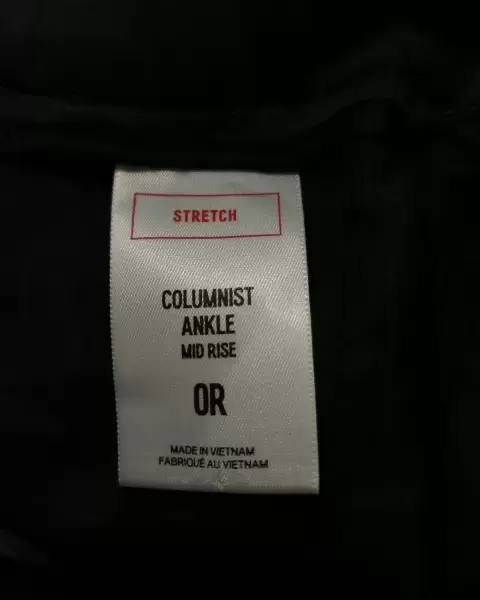 STRETCH
COLUMNIST
ANKLE
MID RISE
0R
MADE IN VIETNAM
FABRIQUÉ AU VIETNAM